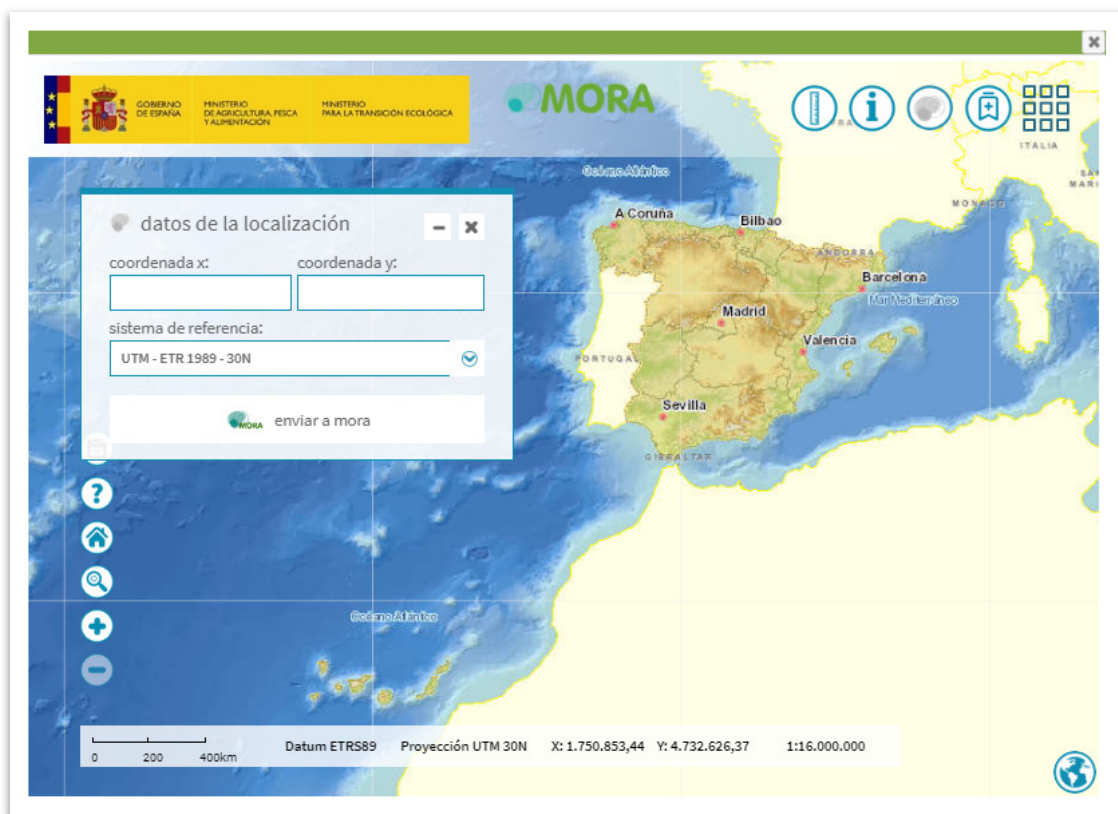 GOBIERNO DE ESPAÑA
MINISTERIO DE AGRICULTURA, PESCA Y ALIMENTACIÓN
MINISTERIO PARA LA TRANSICIÓN ECOLÓGICA
MORA
ITALIA
Océano Atlántico
MONACO
datos de la localización
A Coruña
Bilbao
coordenada x:
coordenada y:
ANDORRA
Barcelona
Mar Mediterráneo
Madrid
sistema de referencia:
Valencia
UTM - ETR 1989 - 30N
PORTUGAL
Sevilla
MORA enviar a mora
GIBRALTAR
?
Océano Atlántico
0 200 400km
Datum ETRS89 Proyección UTM 30N X: 1.750.853,44 Y: 4.732.626,37 1:16.000.000